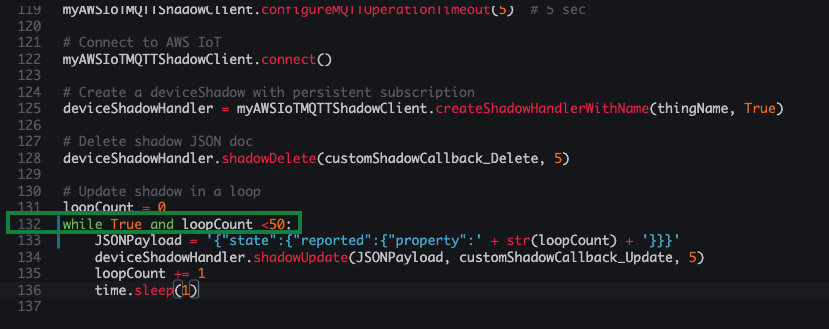 119 myAWSIoTMQTTShadowClient.configureMQTTOperationTimeout(5)  # 5 sec
120
121 # Connect to AWS IoT
122 myAWSIoTMQTTShadowClient.connect()
123
124 # Create a deviceShadow with persistent subscription
125 deviceShadowHandler = myAWSIoTMQTTShadowClient.createShadowHandlerWithName(thingName, True)
126
127 # Delete shadow JSON doc
128 deviceShadowHandler.shadowDelete(customShadowCallback_Delete, 5)
129
130 # Update shadow in a loop
131 loopCount = 0
132 while True and loopCount <50:
133     JSONPayload = '{"state":{"reported":{"property":' + str(loopCount) + '}}}'
134     deviceShadowHandler.shadowUpdate(JSONPayload, customShadowCallback_Update, 5)
135     loopCount += 1
136     time.sleep(1)
137